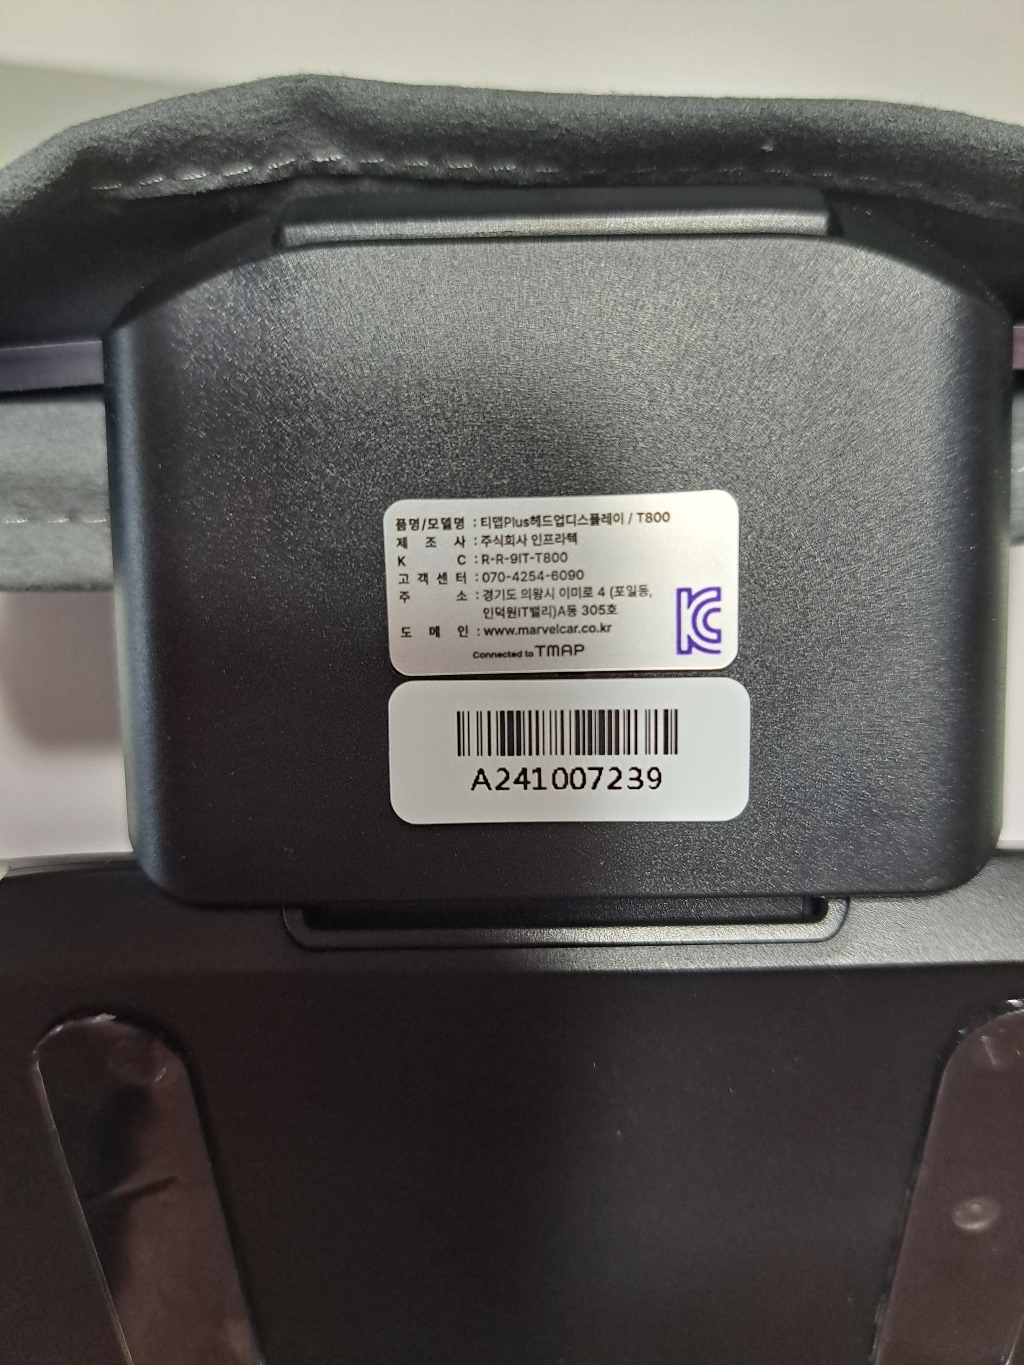 품명/모델명 : 티맵Plus헤드업디스플레이 / T800
제 조 사 : 주식회사 인프라텍
K C : R-R-9IT-T800
고객센터 : 070-4254-6090
주 소 : 경기도 의왕시 이미로 4 (포일동,
인덕원IT밸리)A동 305호
도 메 인 : www.marvelcar.co.kr
Connected to TMAP
KC
A241007239